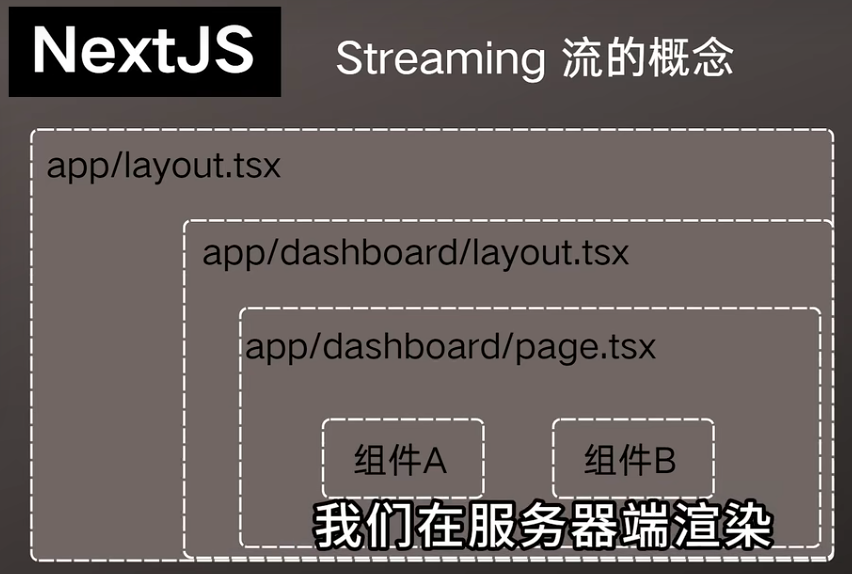 NextJS
Streaming 流的概念
app/layout.tsx
app/dashboard/layout.tsx
app/dashboard/page.tsx
组件A
组件B
我们在服务器端渲染